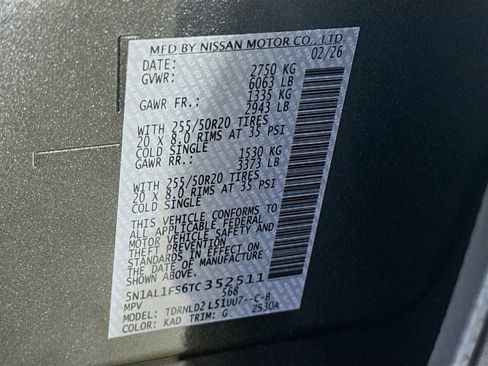 MFD BY NISSAN MOTOR CO., LTD.
DATE: 02/26
GVWR: 2750 KG
6063 LB
GAWR FR.: 1335 KG
2943 LB
WITH 255/50R20 TIRES
20 X 8.0 RIMS AT 35 PSI
COLD SINGLE
GAWR RR.: 1530 KG
3373 LB
WITH 255/50R20 TIRES
20 X 8.0 RIMS AT 35 PSI
COLD SINGLE
THIS VEHICLE CONFORMS TO
ALL APPLICABLE FEDERAL
MOTOR VEHICLE SAFETY AND
THEFT PREVENTION
STANDARDS IN EFFECT ON
THE DATE OF MANUFACTURE
SHOWN ABOVE.
5N1AL1FS6TC352511
MPV 568
MODEL: TDRNLD2 LS1UU7--C-B
COLOR: KAD TRIM: G 2S30A